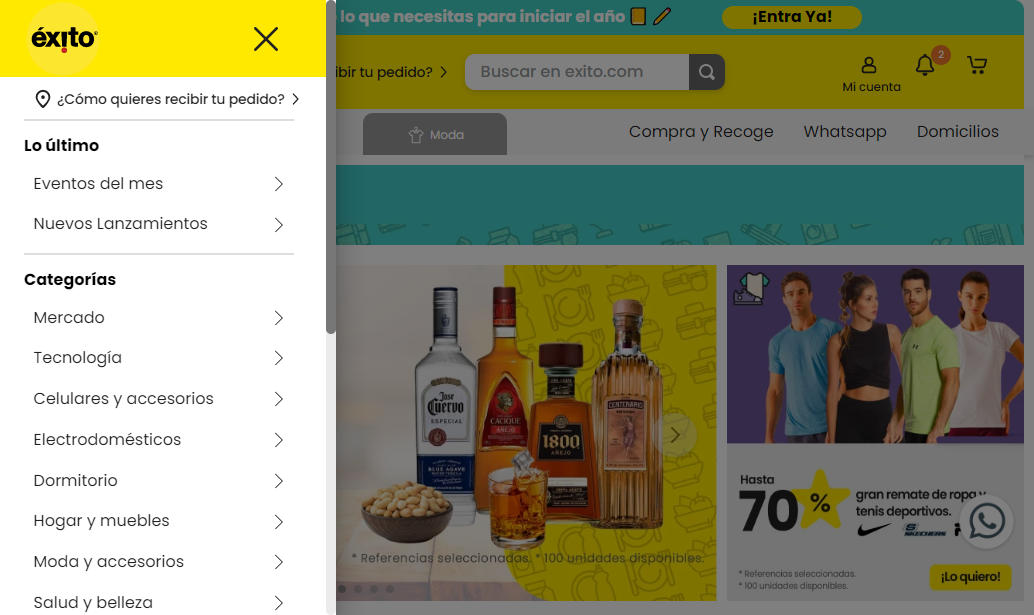 éxito
¿Cómo quieres recibir tu pedido?
Lo último
Eventos del mes
Nuevos Lanzamientos
Categorías
Mercado
Tecnología
Celulares y accesorios
Electrodomésticos
Dormitorio
Hogar y muebles
Moda y accesorios
Salud y belleza
lo que necesitas para iniciar el año
¡Entra Ya!
ibir tu pedido?
Buscar en exito.com
Mi cuenta
2
Moda
Compra y Recoge
Whatsapp
Domicilios
Jose
Cuervo
ESPECIAL
BLUE AGAVE
CACIQUE
AÑEJO
1800
AÑEJO
CENTENARIO
* Referencias seleccionadas. * 100 unidades disponibles.
Hasta
70%
gran remate de ropa y
tenis deportivos.
SKECHERS
* Referencias seleccionadas.
* 100 unidades disponibles.
¡Lo quiero!